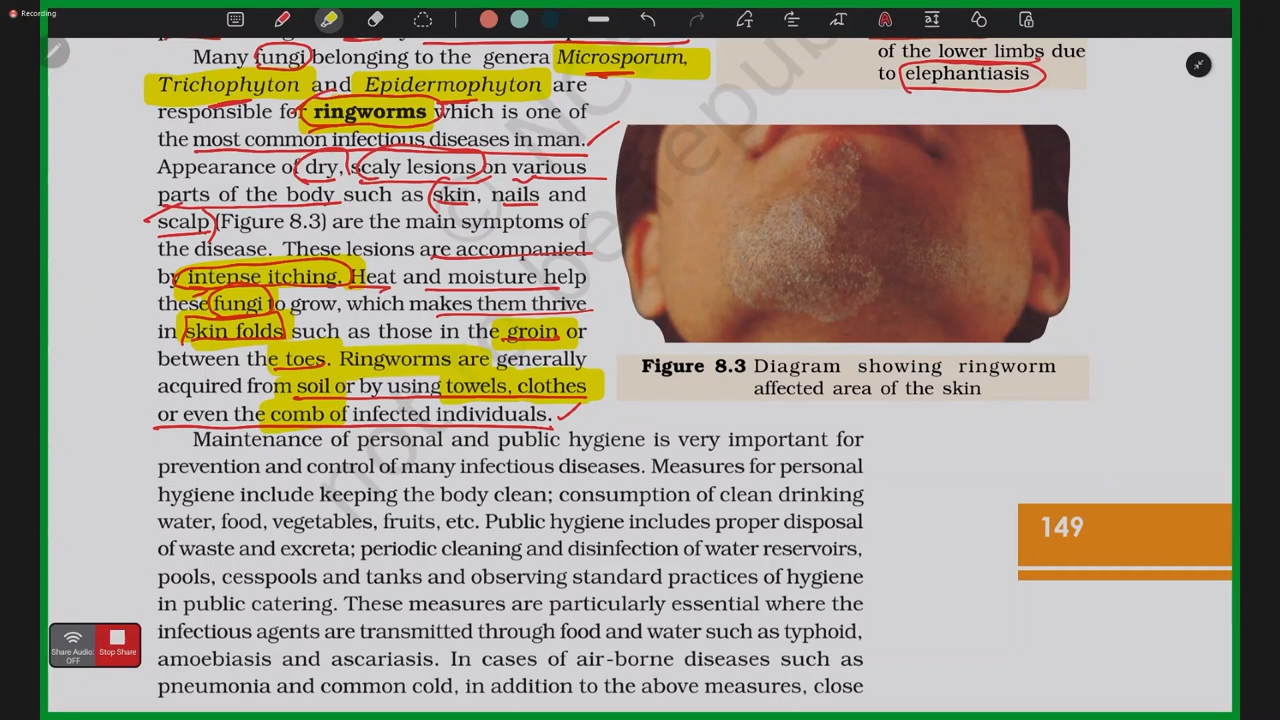 Recording
of the lower limbs due
to elephantiasis
Many fungi belonging to the genera Microsporum,
Trichophyton and Epidermophyton are
responsible for ringworms which is one of
the most common infectious diseases in man.
Appearance of dry, scaly lesions on various
parts of the body such as skin, nails and
scalp (Figure 8.3) are the main symptoms of
the disease. These lesions are accompanied
by intense itching. Heat and moisture help
these fungi to grow, which makes them thrive
in skin folds such as those in the groin or
between the toes. Ringworms are generally
acquired from soil or by using towels, clothes
or even the comb of infected individuals.
Figure 8.3 Diagram showing ringworm
affected area of the skin
Maintenance of personal and public hygiene is very important for
prevention and control of many infectious diseases. Measures for personal
hygiene include keeping the body clean; consumption of clean drinking
water, food, vegetables, fruits, etc. Public hygiene includes proper disposal
of waste and excreta; periodic cleaning and disinfection of water reservoirs,
pools, cesspools and tanks and observing standard practices of hygiene
in public catering. These measures are particularly essential where the
infectious agents are transmitted through food and water such as typhoid,
amoebiasis and ascariasis. In cases of air-borne diseases such as
pneumonia and common cold, in addition to the above measures, close
149
Share Audio: OFF
Stop Share